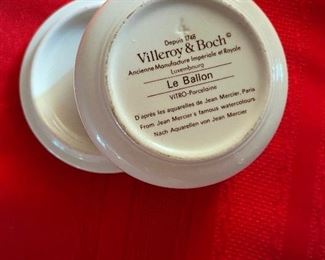 Depuis 1748
Villeroy & Boch©
Ancienne Manufacture Impériale et Royale
Luxembourg
Le Ballon
VITRO-Porcelaine
D'après les aquarelles de Jean Mercier, Paris
From Jean Mercier's famous watercolours
Nach Aquarellen von Jean Mercier